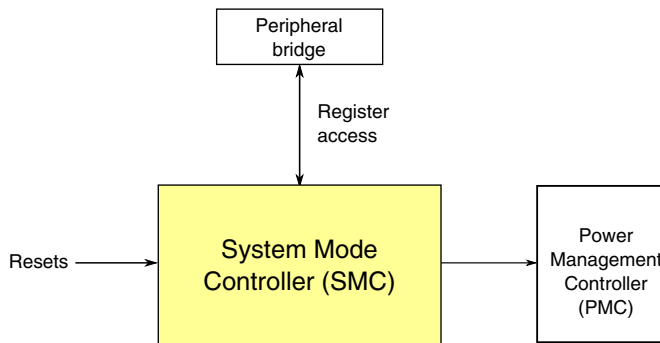 Peripheral
bridge
Register
access
Resets
System Mode
Controller (SMC)
Power
Management
Controller
(PMC)